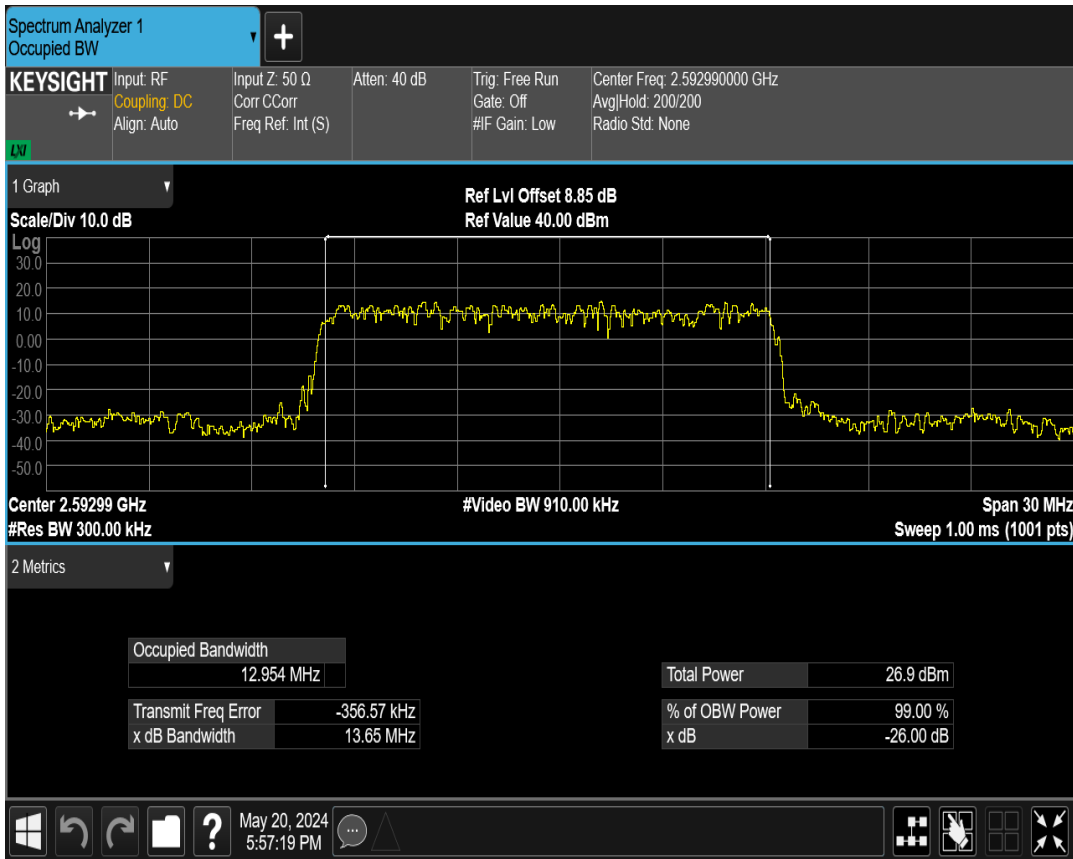 Spectrum Analyzer 1
Occupied BW
+
KEYSIGHT
LXI
Input: RF
Coupling: DC
Align: Auto
Input Z: 50 Ω
Corr CCorr
Freq Ref: Int (S)
Atten: 40 dB
Trig: Free Run
Gate: Off
#IF Gain: Low
Center Freq: 2.592990000 GHz
Avg|Hold: 200/200
Radio Std: None
1 Graph
Scale/Div 10.0 dB
Ref Lvl Offset 8.85 dB
Ref Value 40.00 dBm
Log
30.0
20.0
10.0
0.00
-10.0
-20.0
-30.0
-40.0
-50.0
Center 2.59299 GHz
#Video BW 910.00 kHz
Span 30 MHz
#Res BW 300.00 kHz
Sweep 1.00 ms (1001 pts)
2 Metrics
Occupied Bandwidth
12.954 MHz
Total Power 26.9 dBm
Transmit Freq Error -356.57 kHz
% of OBW Power 99.00 %
x dB Bandwidth 13.65 MHz
x dB -26.00 dB
?
May 20, 2024
5:57:19 PM